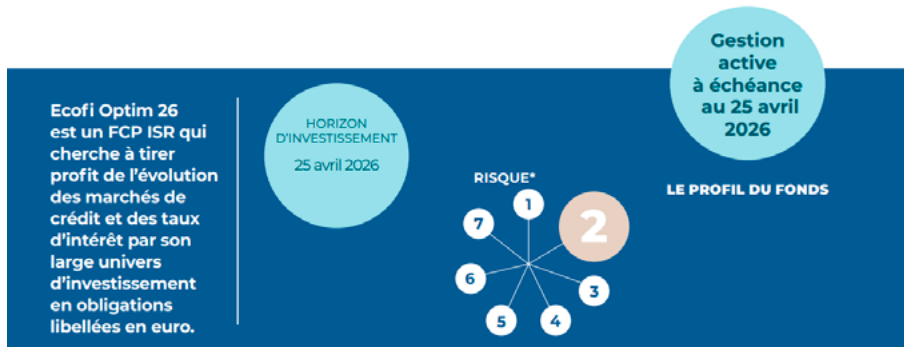 Gestion
active
à échéance
au 25 avril
2026
Ecofi Optim 26
est un FCP ISR qui
cherche à tirer
profit de l'évolution
des marchés de
crédit et des taux
d'intérêt par son
large univers
d'investissement
en obligations
libellées en euro.
HORIZON
D'INVESTISSEMENT
25 avril 2026
RISQUE*
1
2
3
4
5
6
7
LE PROFIL DU FONDS